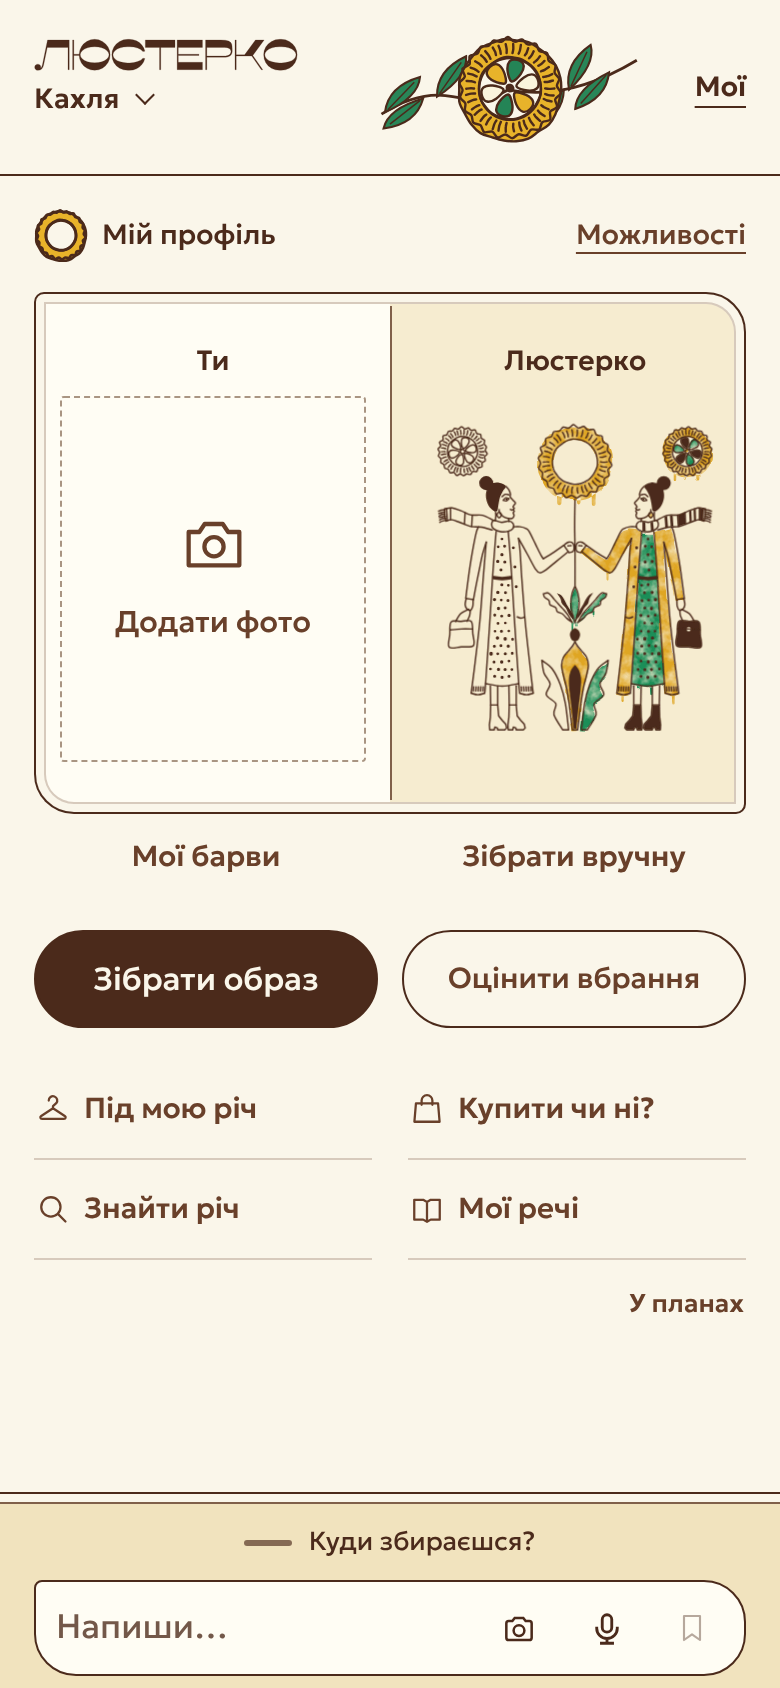 ЛЮСТЕРКО
Кахля
Мої
Мій профіль
Можливості
Ти
Люстерко
Додати фото
Мої барви
Зібрати вручну
Зібрати образ
Оцінити вбрання
Під мою річ
Купити чи ні?
Знайти річ
Мої речі
У планах
Куди збираєшся?
Напиши...